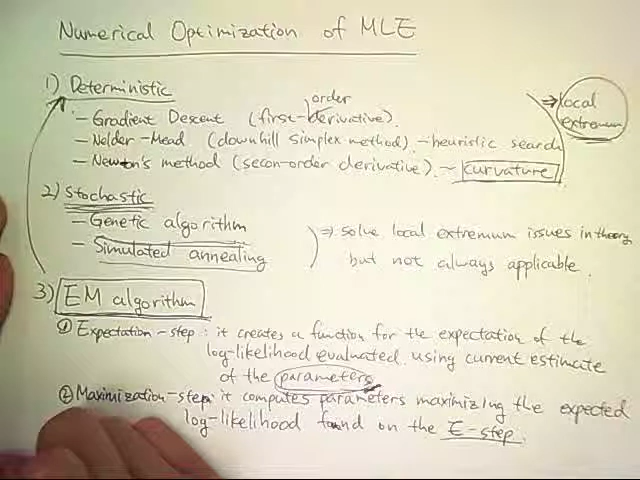 Numerical Optimization of MLE
1) Deterministic
order
- Gradient Descent (first-derivative).
⇒ local extremum
- Nelder-Mead (downhill simplex method) - heuristic search
- Newton's method (secon-order derivative). ~ curvature
2) Stochastic
- Genetic algorithm
- Simulated annealing
⇒ solve local extremum issues in theory
but not always applicable.
3) EM algorithm
① Expectation-step: it creates a function for the expectation of the
log-likelihood evaluated using current estimate
of the parameters
② Maximization-step: it computes parameters maximizing the expected
log-likelihood found on the E-step.